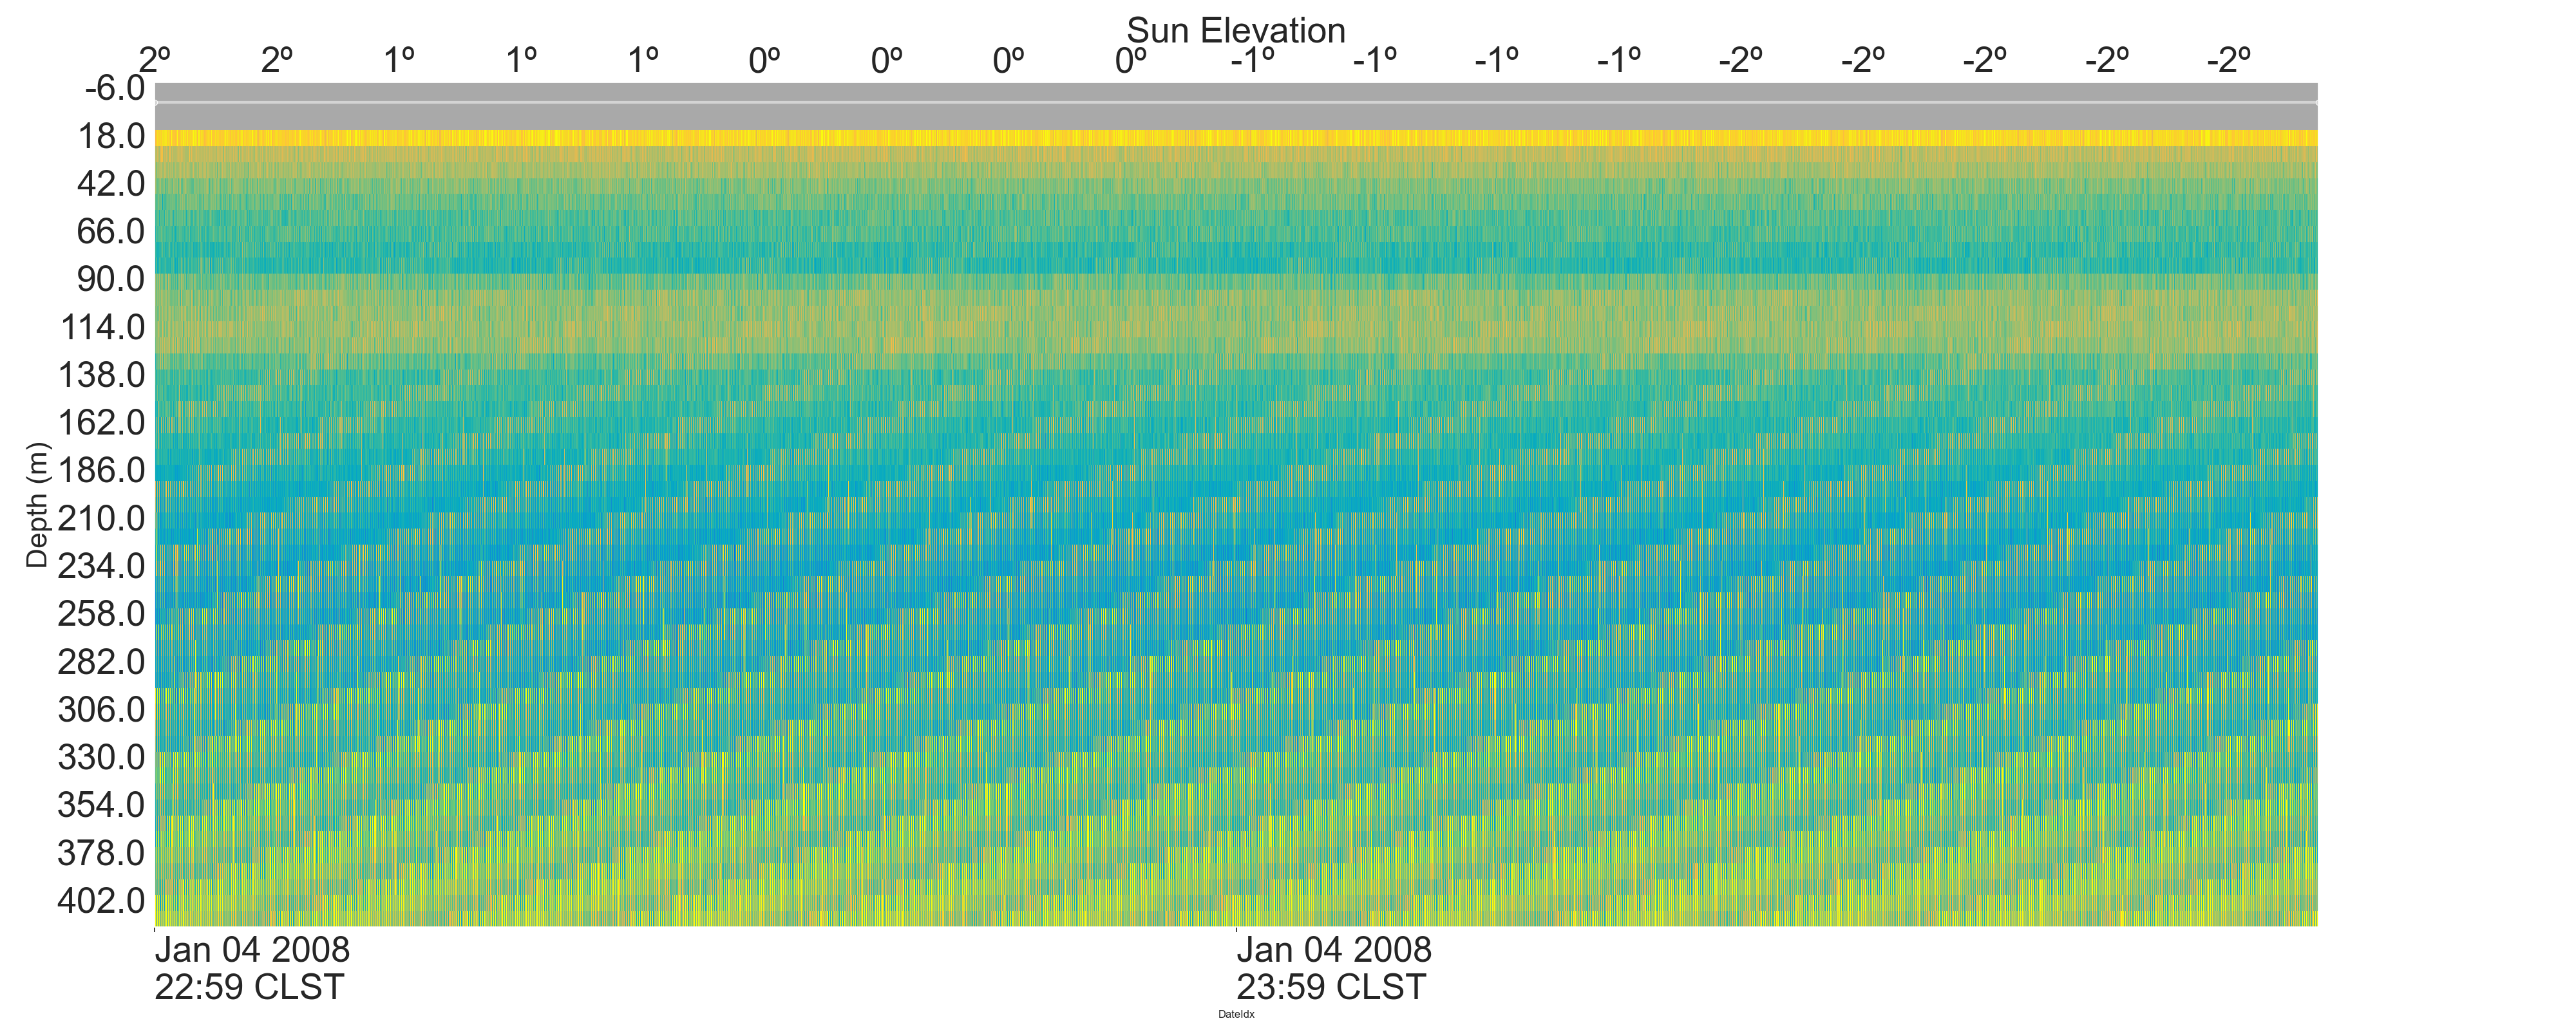 Sun Elevation
2º 2º 1º 1º 1º 0º 0º 0º 0º -1º -1º -1º -1º -2º -2º -2º -2º -2º
-6.0
18.0
42.0
66.0
90.0
114.0
138.0
162.0
186.0
210.0
234.0
258.0
282.0
306.0
330.0
354.0
378.0
402.0
Depth (m)
Jan 04 2008
22:59 CLST
Jan 04 2008
23:59 CLST
DateIdx